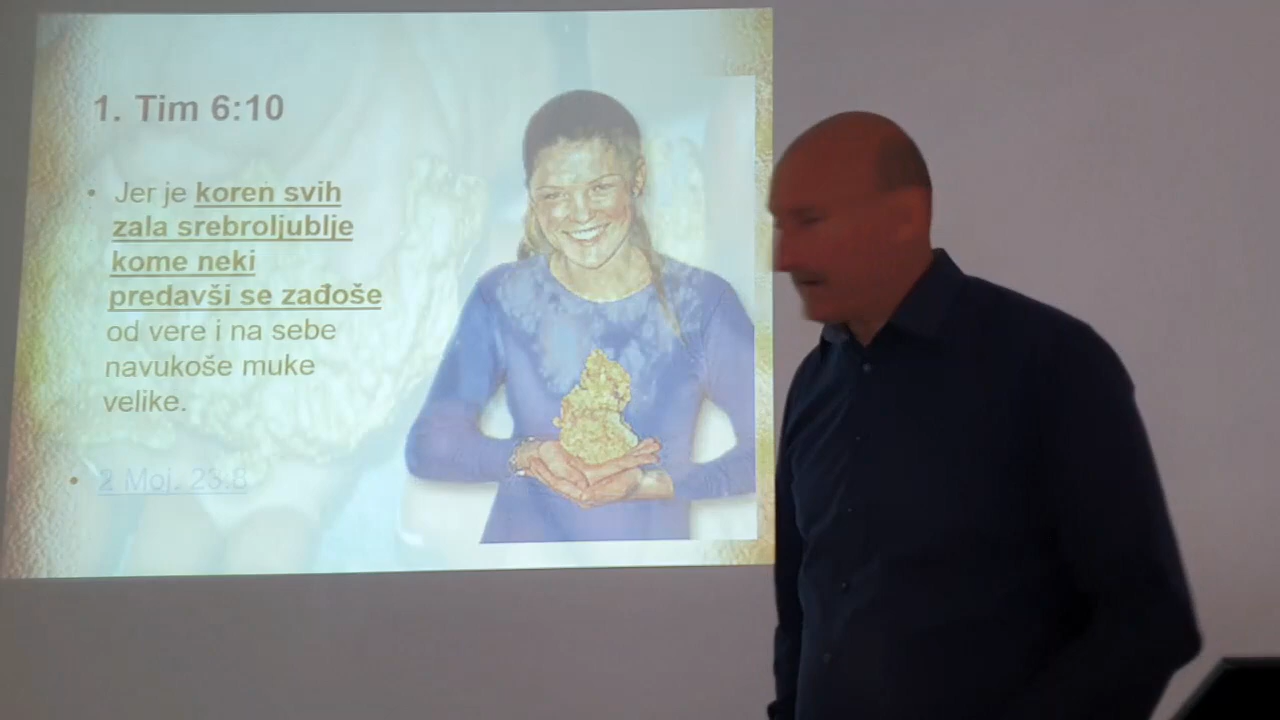 1. Tim 6:10
• Jer je koren svih
zala srebroljublje
kome neki
predavši se zađoše
od vere i na sebe
navukoše muke
velike.
• 2 Moj. 23:8